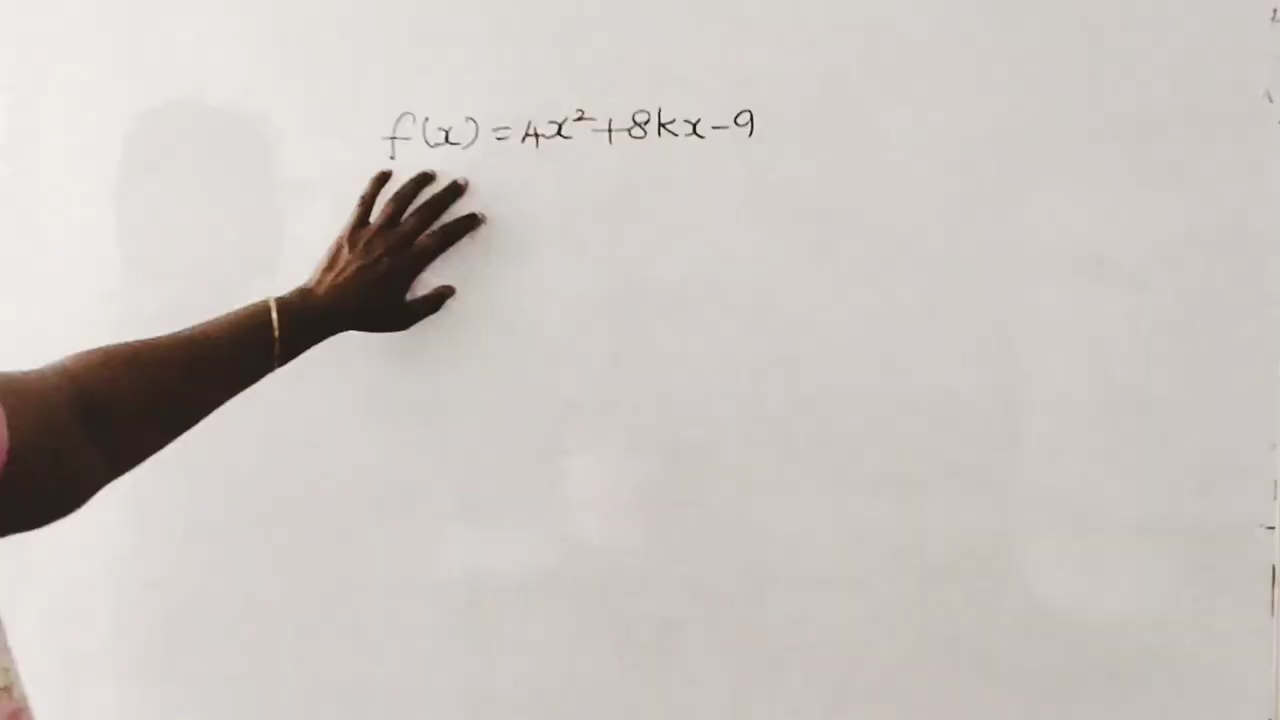 f(x) = 4x² + 8kx - 9